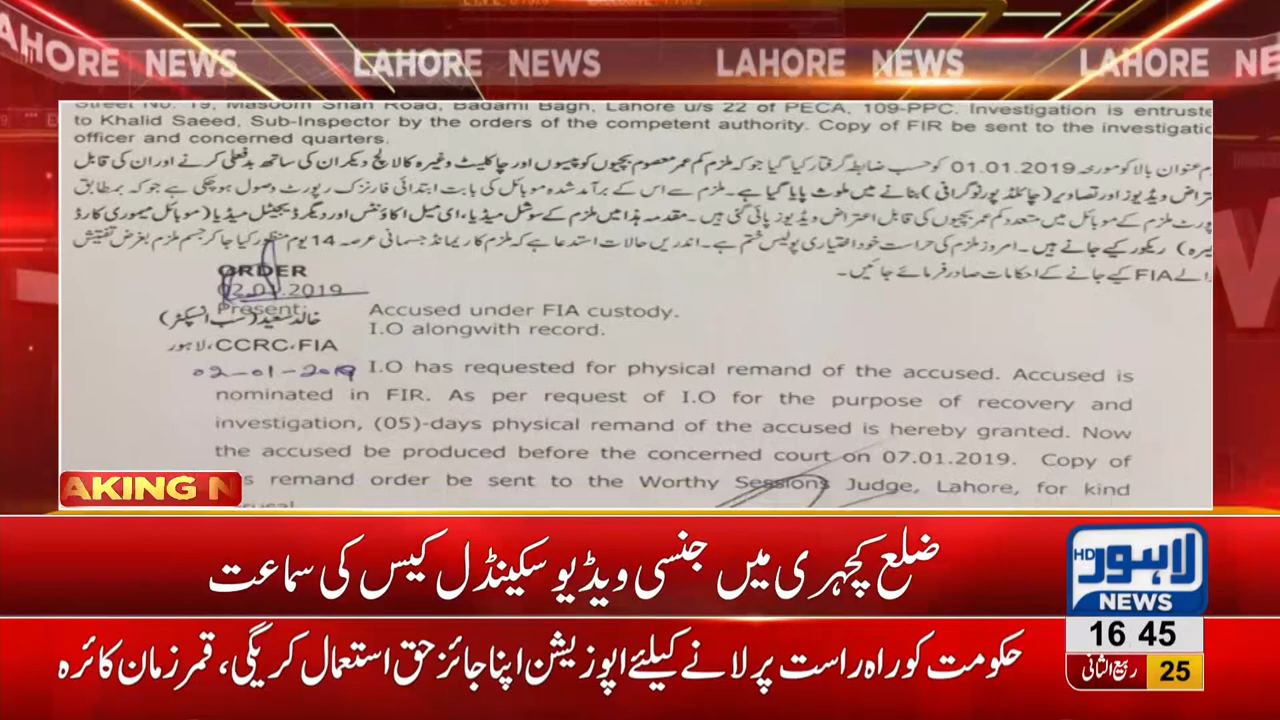 LAHORE NEWS LAHORE NEWS LAHORE NEWS LAHORE NE
Street No. 19, Masoom Shah Road, Badami Bagh, Lahore u/s 22 of PECA, 109-PPC. Investigation is entruste
to Khalid Saeed, Sub-Inspector by the orders of the competent authority. Copy of FIR be sent to the investigatio
officer and concerned quarters.
عنوان بالا کو مورخہ 01.01.2019 کو حسب ضابطہ گرفتار کیا گیا جو کہ ملزم کم عمر معصوم بچیوں کو پیسوں اور چاکلیٹ وغیرہ کا لالچ دیکر ان کی ساتھ بدفعلی کرنے اور ان کی قابل
تراض ویڈیوز اور تصاویر (چائلڈ پورنوگرافی) بنانے میں ملوث پایا گیا ہے۔ ملزم سے اس کے برآمد شدہ موبائل کی بابت ابتدائی فارنزک رپورٹ وصول ہو چکی ہے جو کہ بمطابق
پورٹ ملزم کے موبائل میں متعدد کم عمر بچیوں کی قابل اعتراض ویڈیوز پائی گئی ہیں۔ مقدمہ ہذا میں ملزم کے سوشل میڈیا، ای میل اکاؤنٹس اور دیگر ڈیجیٹل میڈیا (موبائل میموری کارڈ
غیرہ) ریکور کیے جانے ہیں۔ امروز ملزم کی حراست خود اختیاری پولیس ختم ہے۔ اندریں حالات استدعا ہے کہ ملزم کا ریمانڈ جسمانی عرصہ 14 یوم منظور کیا جا کر جسم ملزم بغرض تفتیش
الے FIA کیے جانے کے احکامات صادر فرمائے جائیں۔
ORDER
02.01.2019
Present: Accused under FIA custody.
خالد سعید (سب انسپکٹر)
I.O alongwith record.
CCRC، FIA، لاہور
02-01-2019
I.O has requested for physical remand of the accused. Accused is
nominated in FIR. As per request of I.O for the purpose of recovery and
investigation, (05)-days physical remand of the accused is hereby granted. Now
the accused be produced before the concerned court on 07.01.2019. Copy of
remand order be sent to the Worthy Sessions Judge, Lahore, for kind
AKING N
ضلع کچہری میں جنسی ویڈیو سکینڈل کیس کی سماعت
HD لاہور
NEWS
16 45
25 ربیع الثانی
حکومت کو راہ راست پر لانے کیلئے اپوزیشن اپنا جائز حق استعمال کریگی، قمر زمان کائرہ